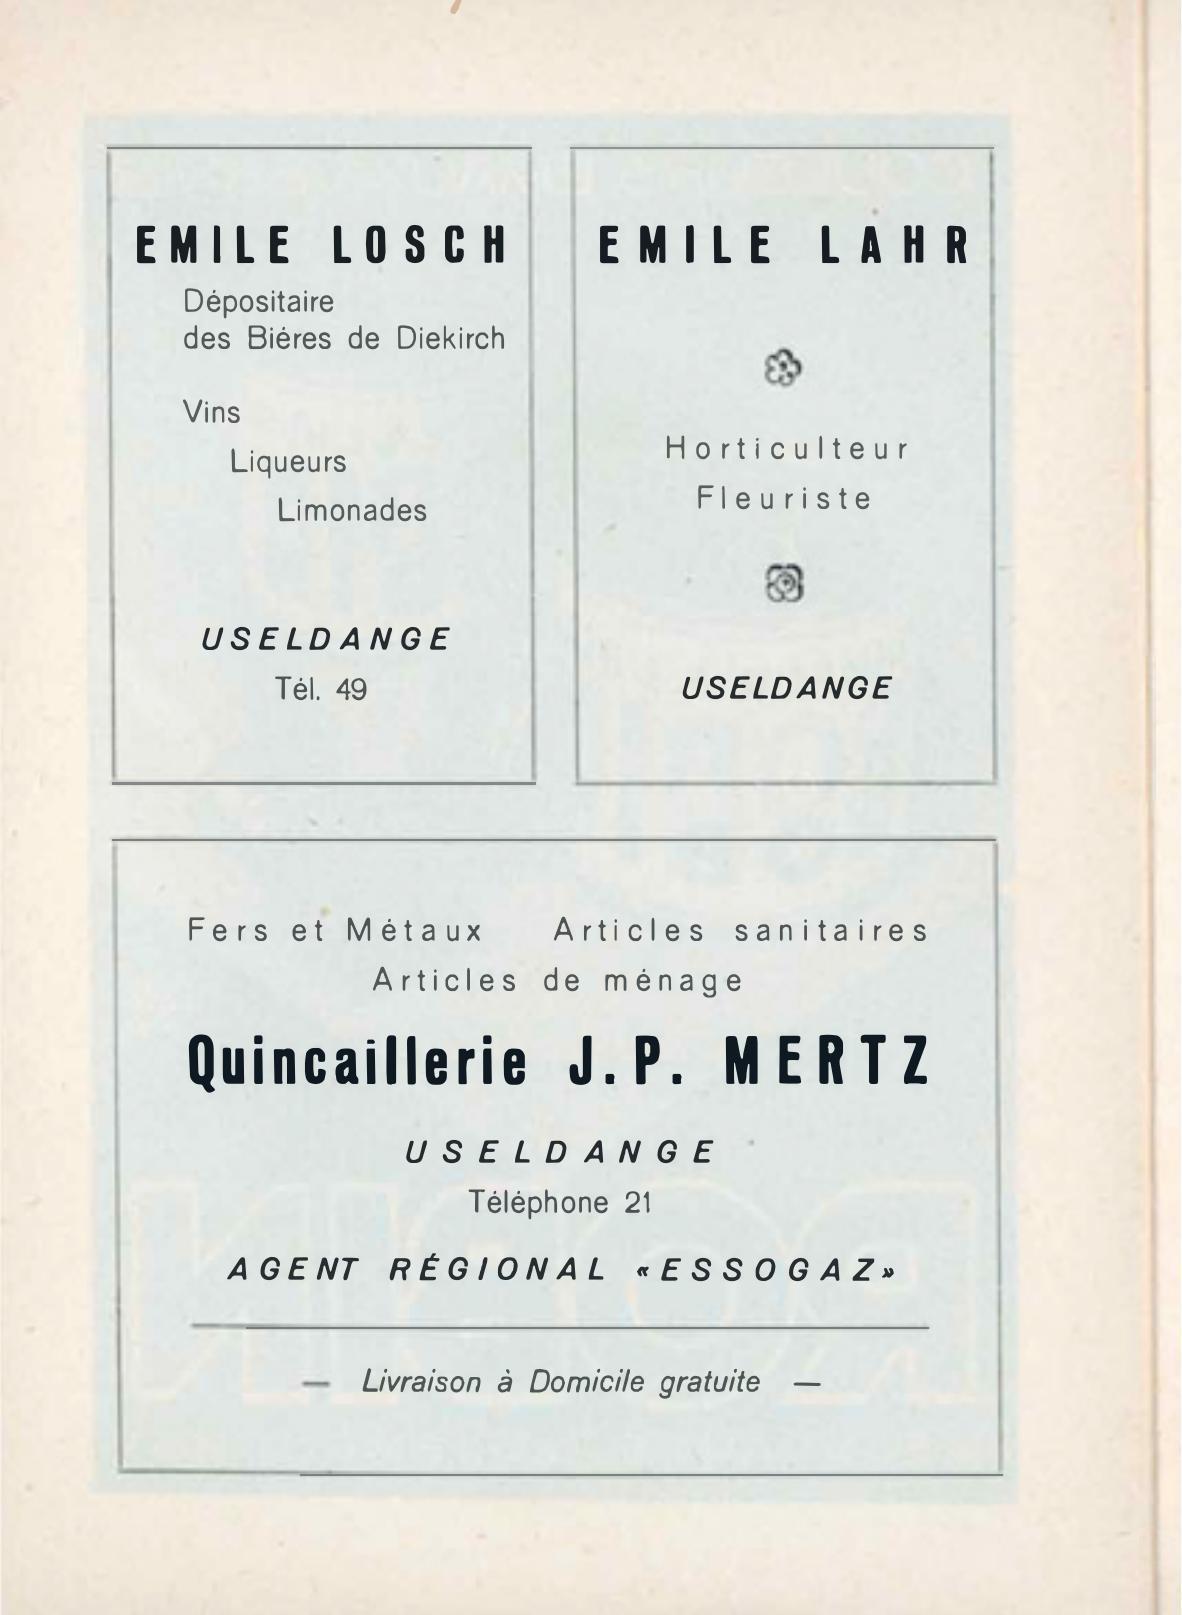 EMILE LOSCH
Dépositaire
des Bières de Diekirch
Vins
Liqueurs
Limonades
USELDANGE
Tél. 49
EMILE LAHR
Horticulteur
Fleuriste
USELDANGE
Fers et Métaux Articles sanitaires
Articles de ménage
Quincaillerie J.P. MERTZ
USELDANGE
Téléphone 21
AGENT RÉGIONAL «ESSOGAZ»
— Livraison à Domicile gratuite —